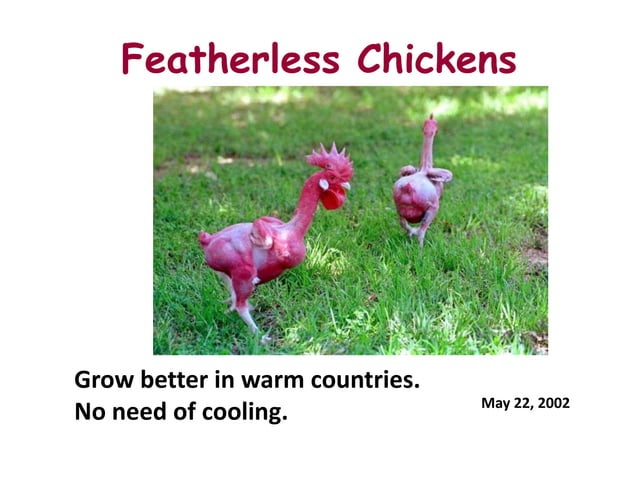 Featherless Chickens
Grow better in warm countries.
No need of cooling.
May 22, 2002